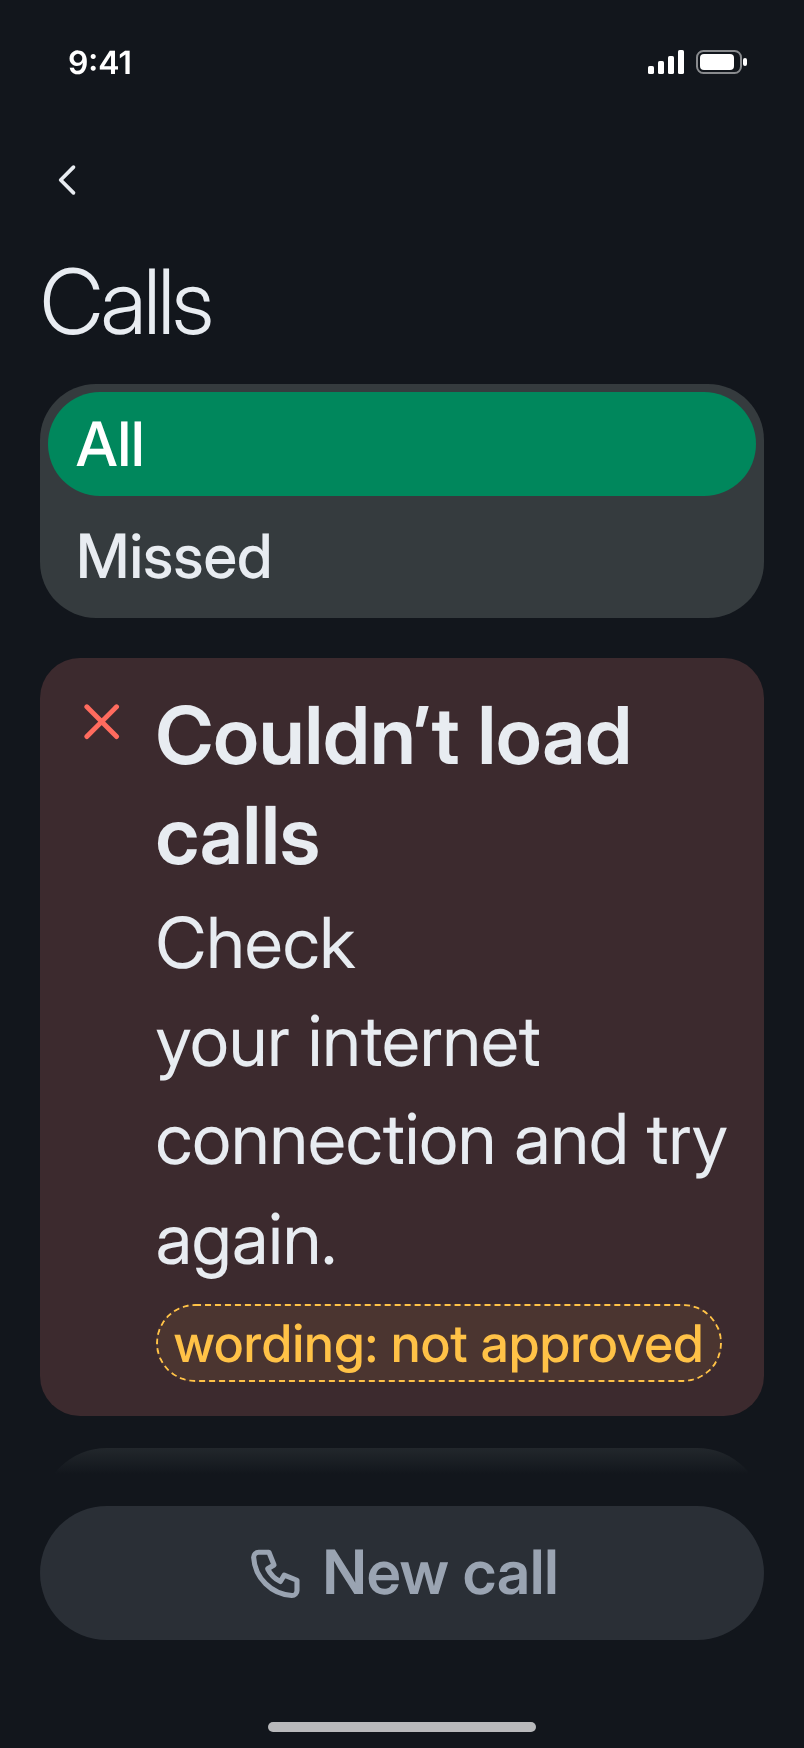 9:41
Calls
All
Missed
Couldn’t load
calls
Check
your internet
connection and try
again.
wording: not approved
New call